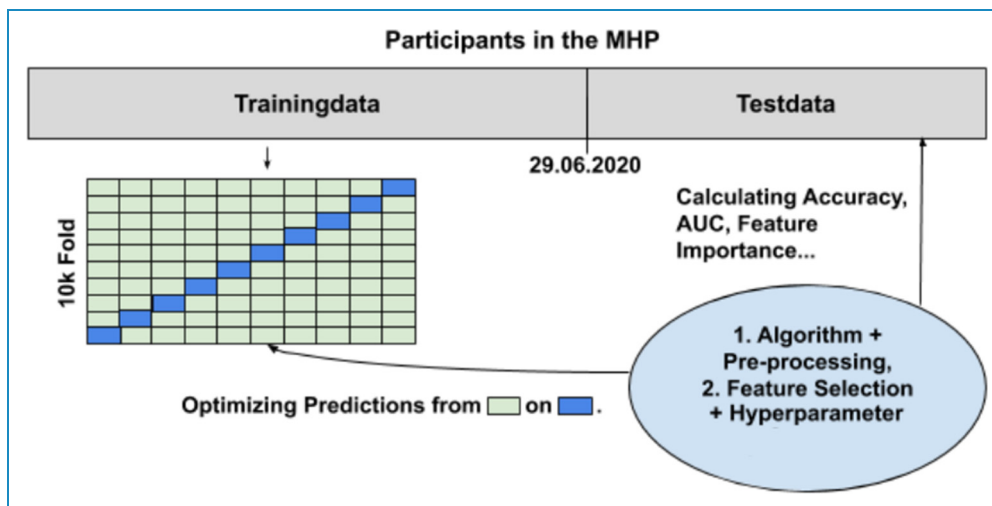 Participants in the MHP
Trainingdata
Testdata
29.06.2020
10k Fold
Calculating Accuracy,
AUC, Feature
Importance...
1. Algorithm +
Pre-processing,
2. Feature Selection
+ Hyperparameter
Optimizing Predictions from on .